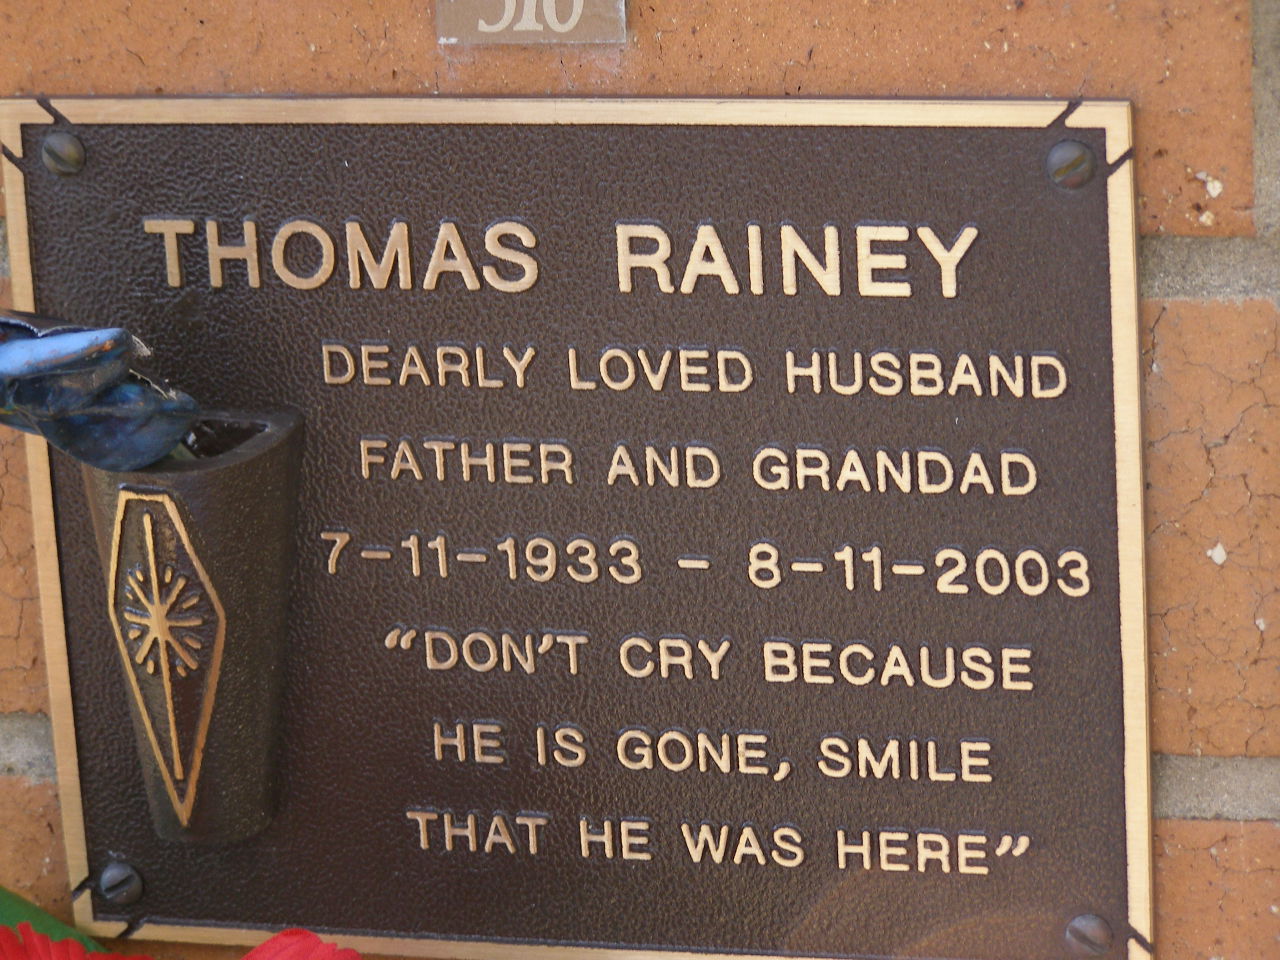 510
THOMAS RAINEY
DEARLY LOVED HUSBAND
FATHER AND GRANDAD
7-11-1933 - 8-11-2003
"DON'T CRY BECAUSE
HE IS GONE, SMILE
THAT HE WAS HERE"